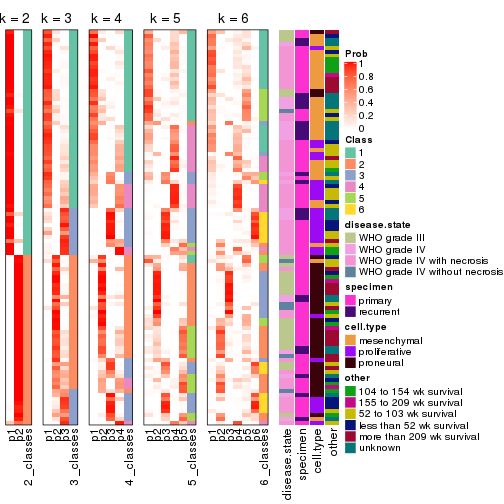 k = 2 k = 3 k = 4 k = 5 k = 6
Prob
1
0.8
0.6
0.4
0.2
0
Class
1
2
3
4
5
6
disease.state
WHO grade III
WHO grade IV
WHO grade IV with necrosis
WHO grade IV without necrosis
specimen
primary
recurrent
cell.type
mesenchymal
proliferative
proneural
other
104 to 154 wk survival
155 to 209 wk survival
52 to 103 wk survival
less than 52 wk survival
more than 209 wk survival
unknown
p1 p2 2_classes p1 p2 p3 3_classes p1 p2 p3 p4 4_classes p1 p2 p3 p4 p5 5_classes p1 p2 p3 p4 p5 p6 6_classes disease.state specimen cell.type other